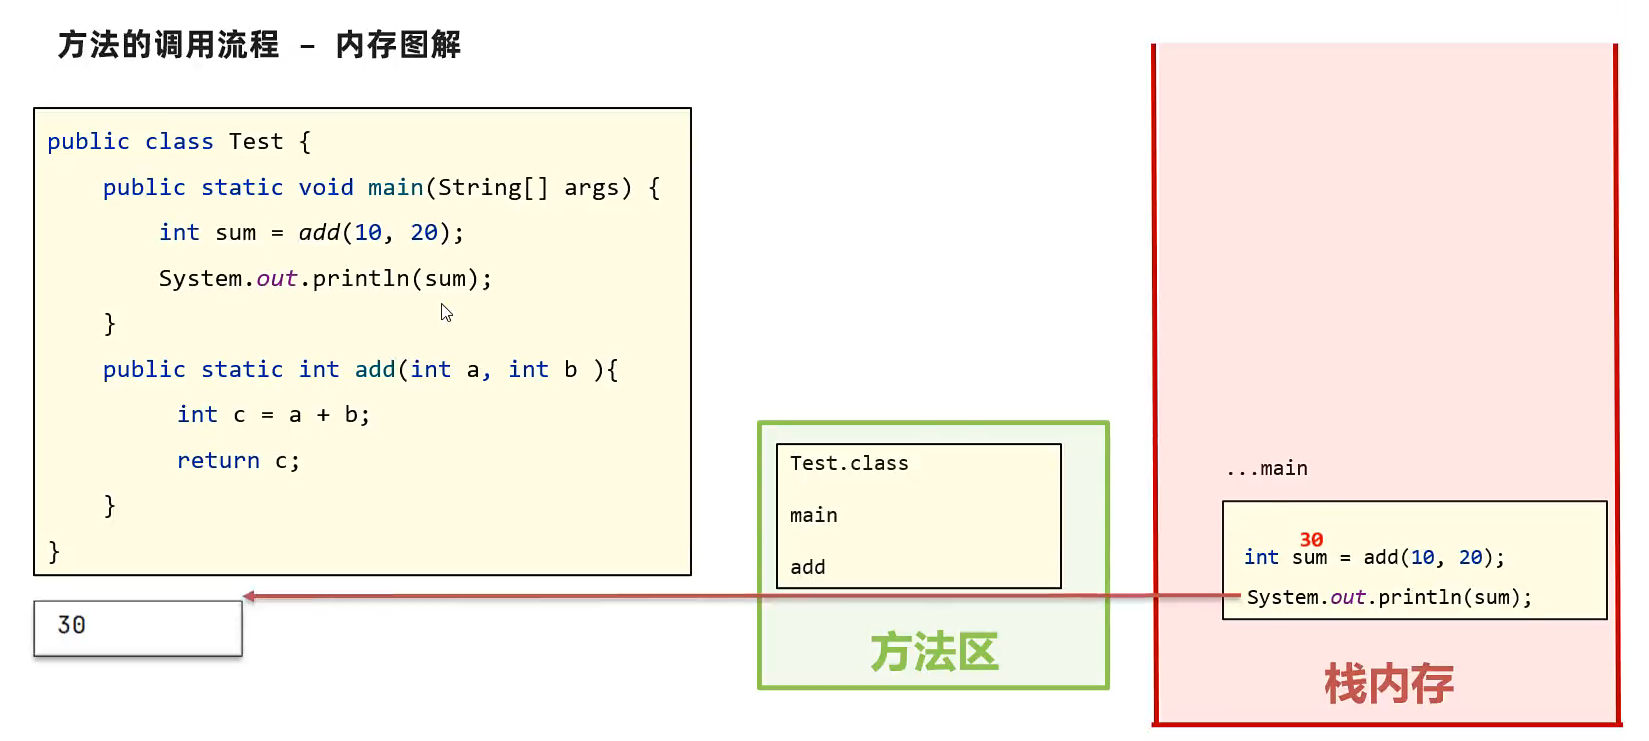 方法的调用流程 – 内存图解
public class Test {
public static void main(String[] args) {
int sum = add(10, 20);
System.out.println(sum);
}
public static int add(int a, int b ){
int c = a + b;
return c;
}
}
30
Test.class
main
add
方法区
...main
30
int sum = add(10, 20);
System.out.println(sum);
栈内存